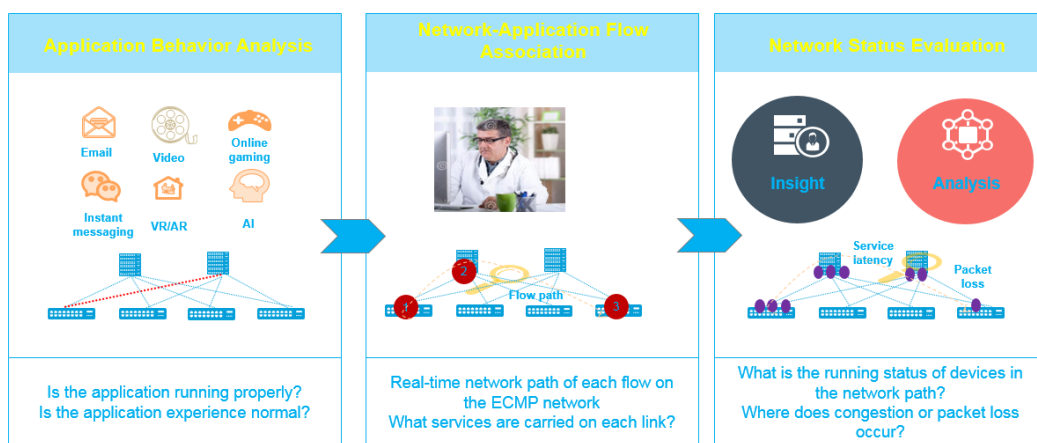 Application Behavior Analysis
Email
Video
Online
gaming
Instant
messaging
VR/AR
AI
Is the application running properly?
Is the application experience normal?
Network-Application Flow
Association
1
2
Flow path
3
Real-time network path of each flow on
the ECMP network
What services are carried on each link?
Network Status Evaluation
Insight
Analysis
Service
latency
Packet
loss
What is the running status of devices in
the network path?
Where does congestion or packet loss
occur?